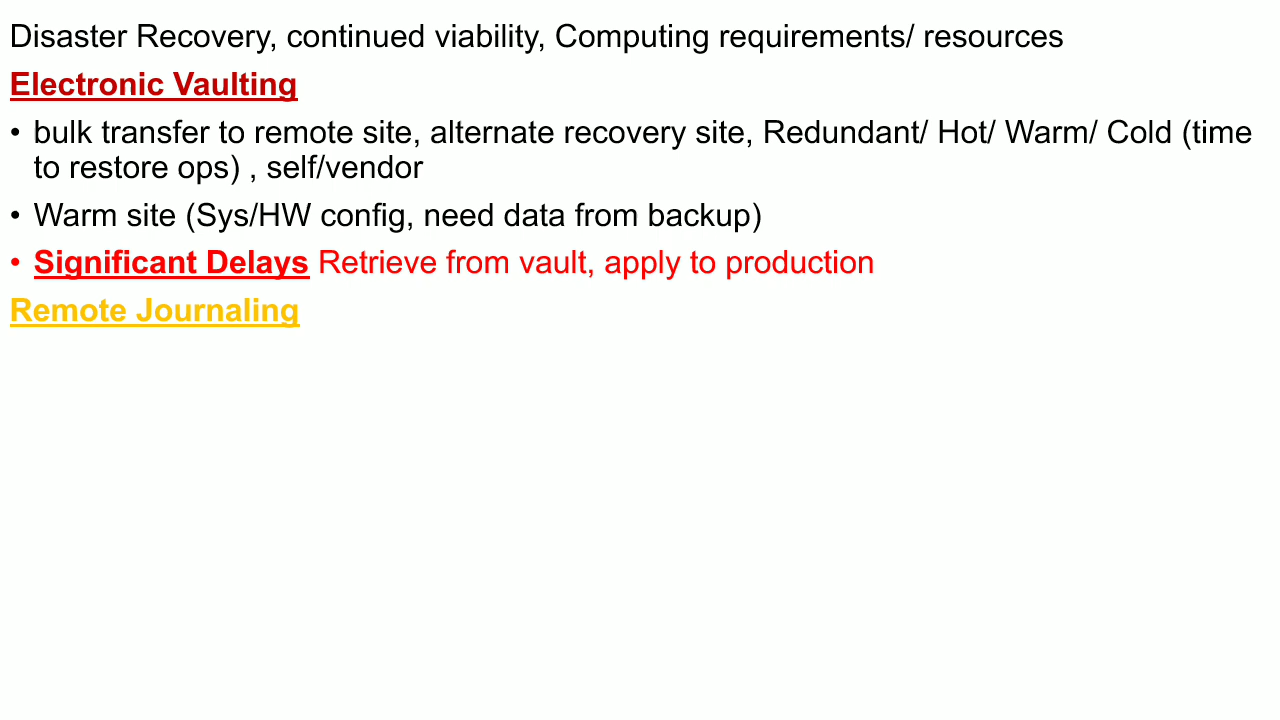 Disaster Recovery, continued viability, Computing requirements/ resources
Electronic Vaulting
• bulk transfer to remote site, alternate recovery site, Redundant/ Hot/ Warm/ Cold (time
to restore ops) , self/vendor
• Warm site (Sys/HW config, need data from backup)
• Significant Delays Retrieve from vault, apply to production
Remote Journaling